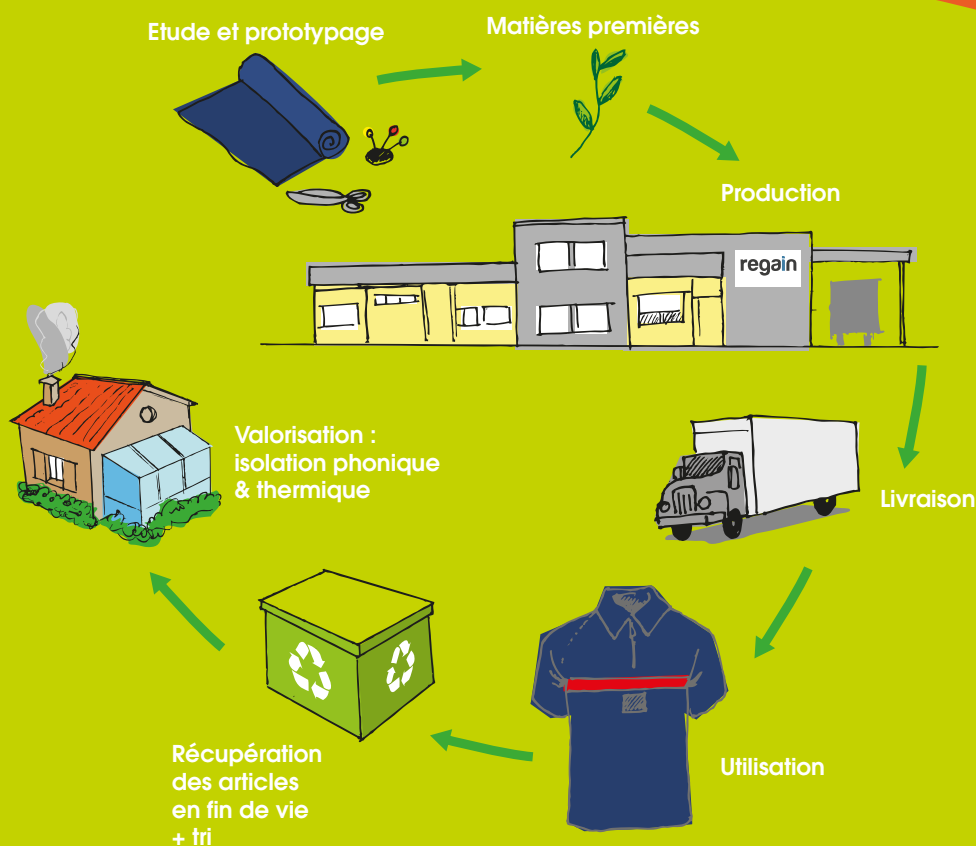 Etude et prototypage
Matières premières
Production
regain
Livraison
Utilisation
Récupération
des articles
en fin de vie
+ tri
Valorisation :
isolation phonique
& thermique